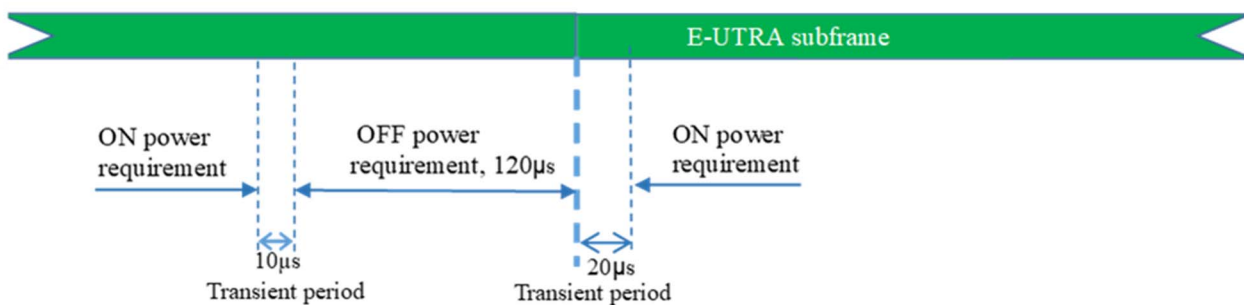 E-UTRA subframe
ON power
requirement
OFF power
requirement, 120μs
ON power
requirement
10μs
Transient period
20μs
Transient period